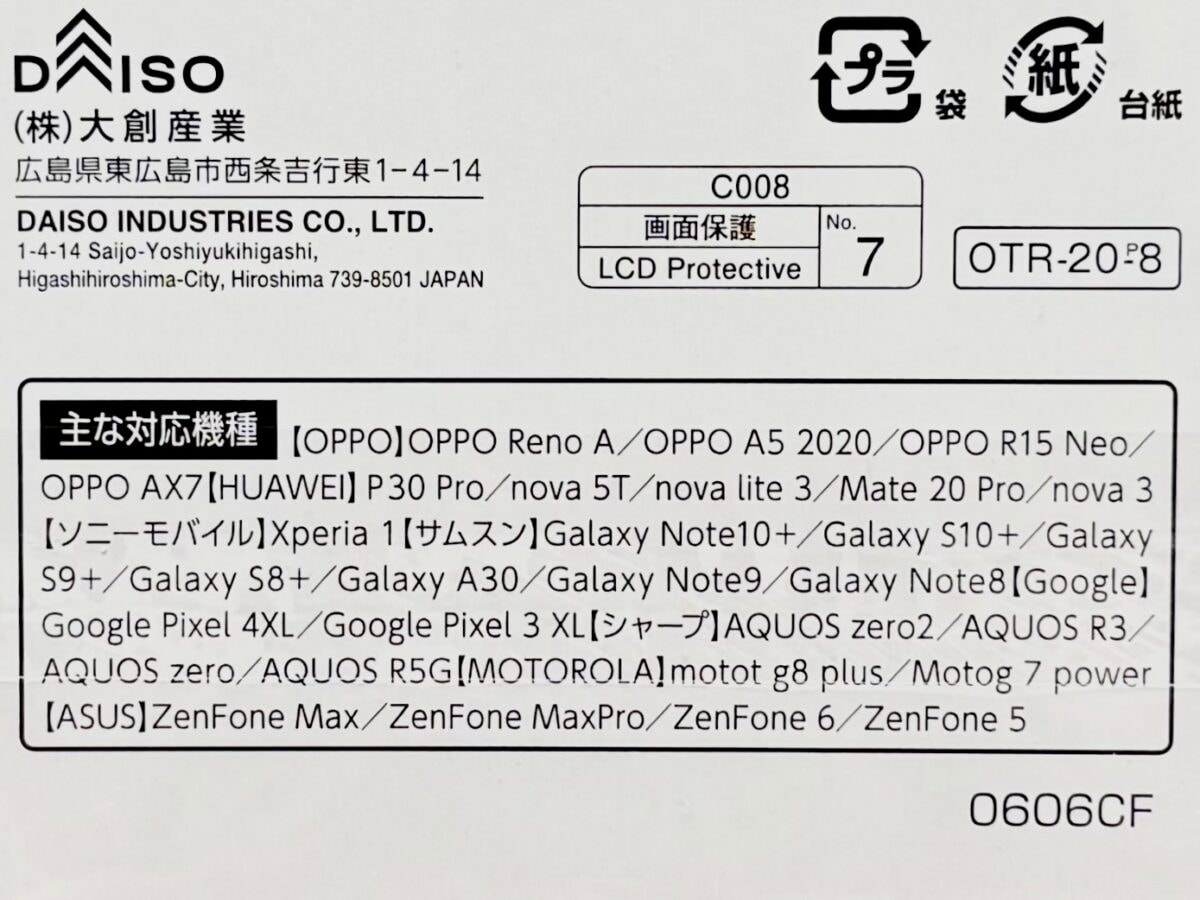 DAISO
(株)大創産業
広島県東広島市西条吉行東1-4-14
DAISO INDUSTRIES CO., LTD.
1-4-14 Saijo-Yoshiyukihigashi,
Higashihiroshima-City, Hiroshima 739-8501 JAPAN
プラ 袋
紙 台紙
C008
画面保護
LCD Protective
No. 7
OTR-20-P8
主な対応機種 【OPPO】OPPO Reno A/OPPO A5 2020/OPPO R15 Neo/
OPPO AX7【HUAWEI】P30 Pro/nova 5T/nova lite 3/Mate 20 Pro/nova 3
【ソニーモバイル】Xperia 1【サムスン】Galaxy Note10+/Galaxy S10+/Galaxy
S9+/Galaxy S8+/Galaxy A30/Galaxy Note9/Galaxy Note8【Google】
Google Pixel 4XL/Google Pixel 3 XL【シャープ】AQUOS zero2/AQUOS R3/
AQUOS zero/AQUOS R5G【MOTOROLA】motot g8 plus/Motog 7 power
【ASUS】ZenFone Max/ZenFone MaxPro/ZenFone 6/ZenFone 5
0606CF